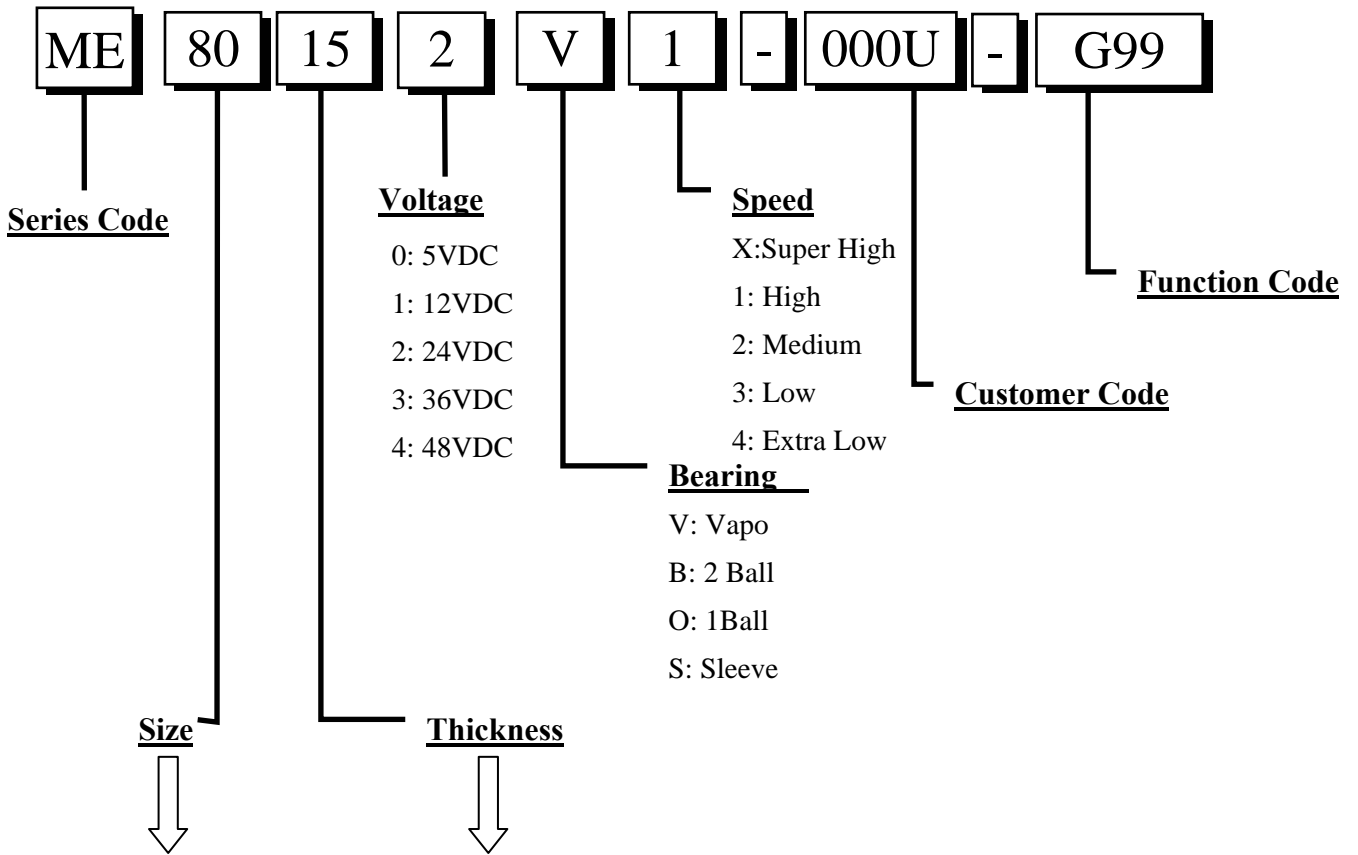 ME 80 15 2 V 1 - 000U - G99
Series Code
Voltage
0: 5VDC
1: 12VDC
2: 24VDC
3: 36VDC
4: 48VDC
Speed
X:Super High
1: High
2: Medium
3: Low
4: Extra Low
Function Code
Customer Code
Bearing
V: Vapo
B: 2 Ball
O: 1Ball
S: Sleeve
Size
Thickness